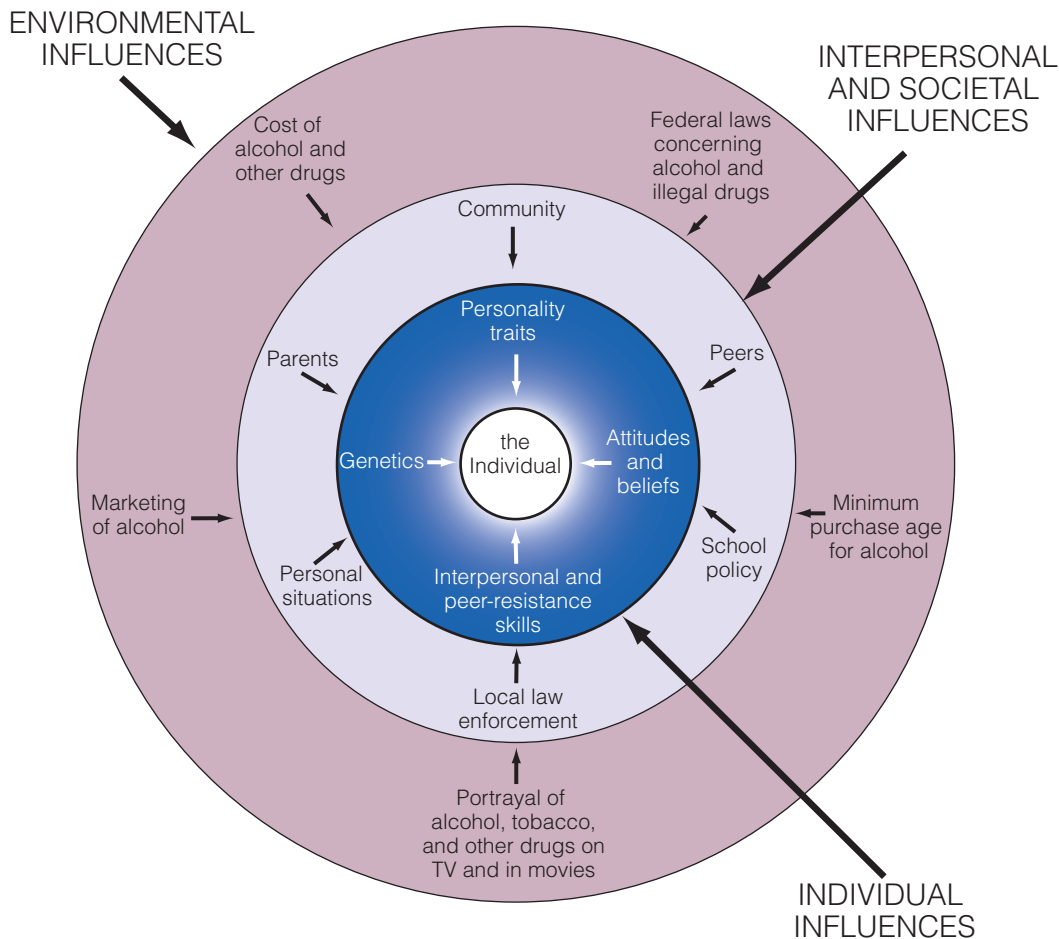 ENVIRONMENTAL
INFLUENCES
INTERPERSONAL
AND SOCIETAL
INFLUENCES
Cost of
alcohol and
other drugs
Federal laws
concerning
alcohol and
illegal drugs
Community
Personality
traits
Parents
Peers
the
Individual
Genetics
Attitudes
and
beliefs
Marketing
of alcohol
Minimum
purchase age
for alcohol
School
policy
Personal
situations
Interpersonal and
peer-resistance
skills
Local law
enforcement
Portrayal of
alcohol, tobacco,
and other drugs on
TV and in movies
INDIVIDUAL
INFLUENCES